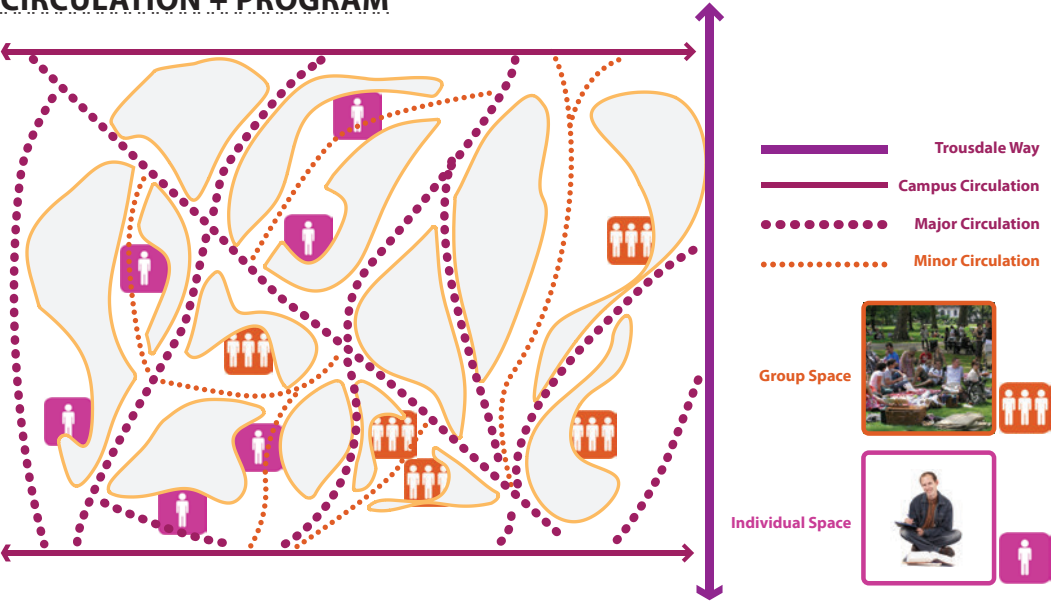 CIRCULATION + PROGRAM
Trousdale Way
Campus Circulation
Major Circulation
Minor Circulation
Group Space
Individual Space